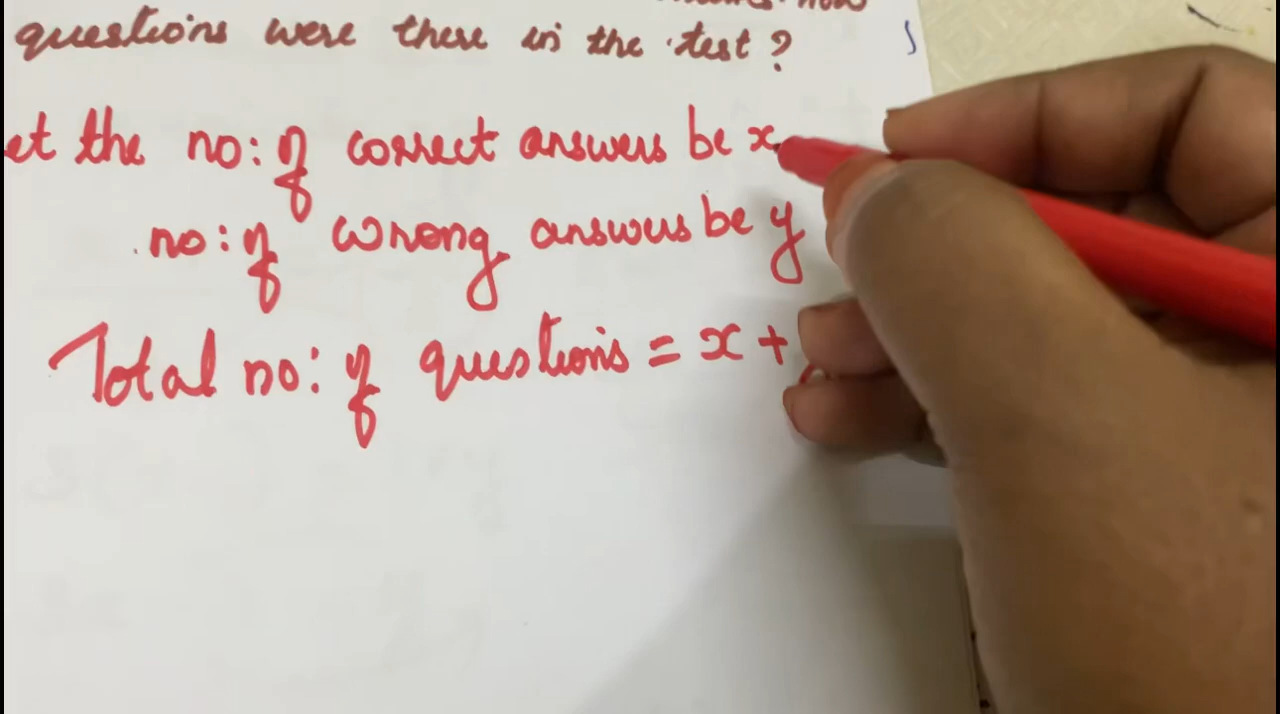 questions were there in the test?
et the no: of correct answers be x
no: of wrong answers be y
Total no: of questions = x +